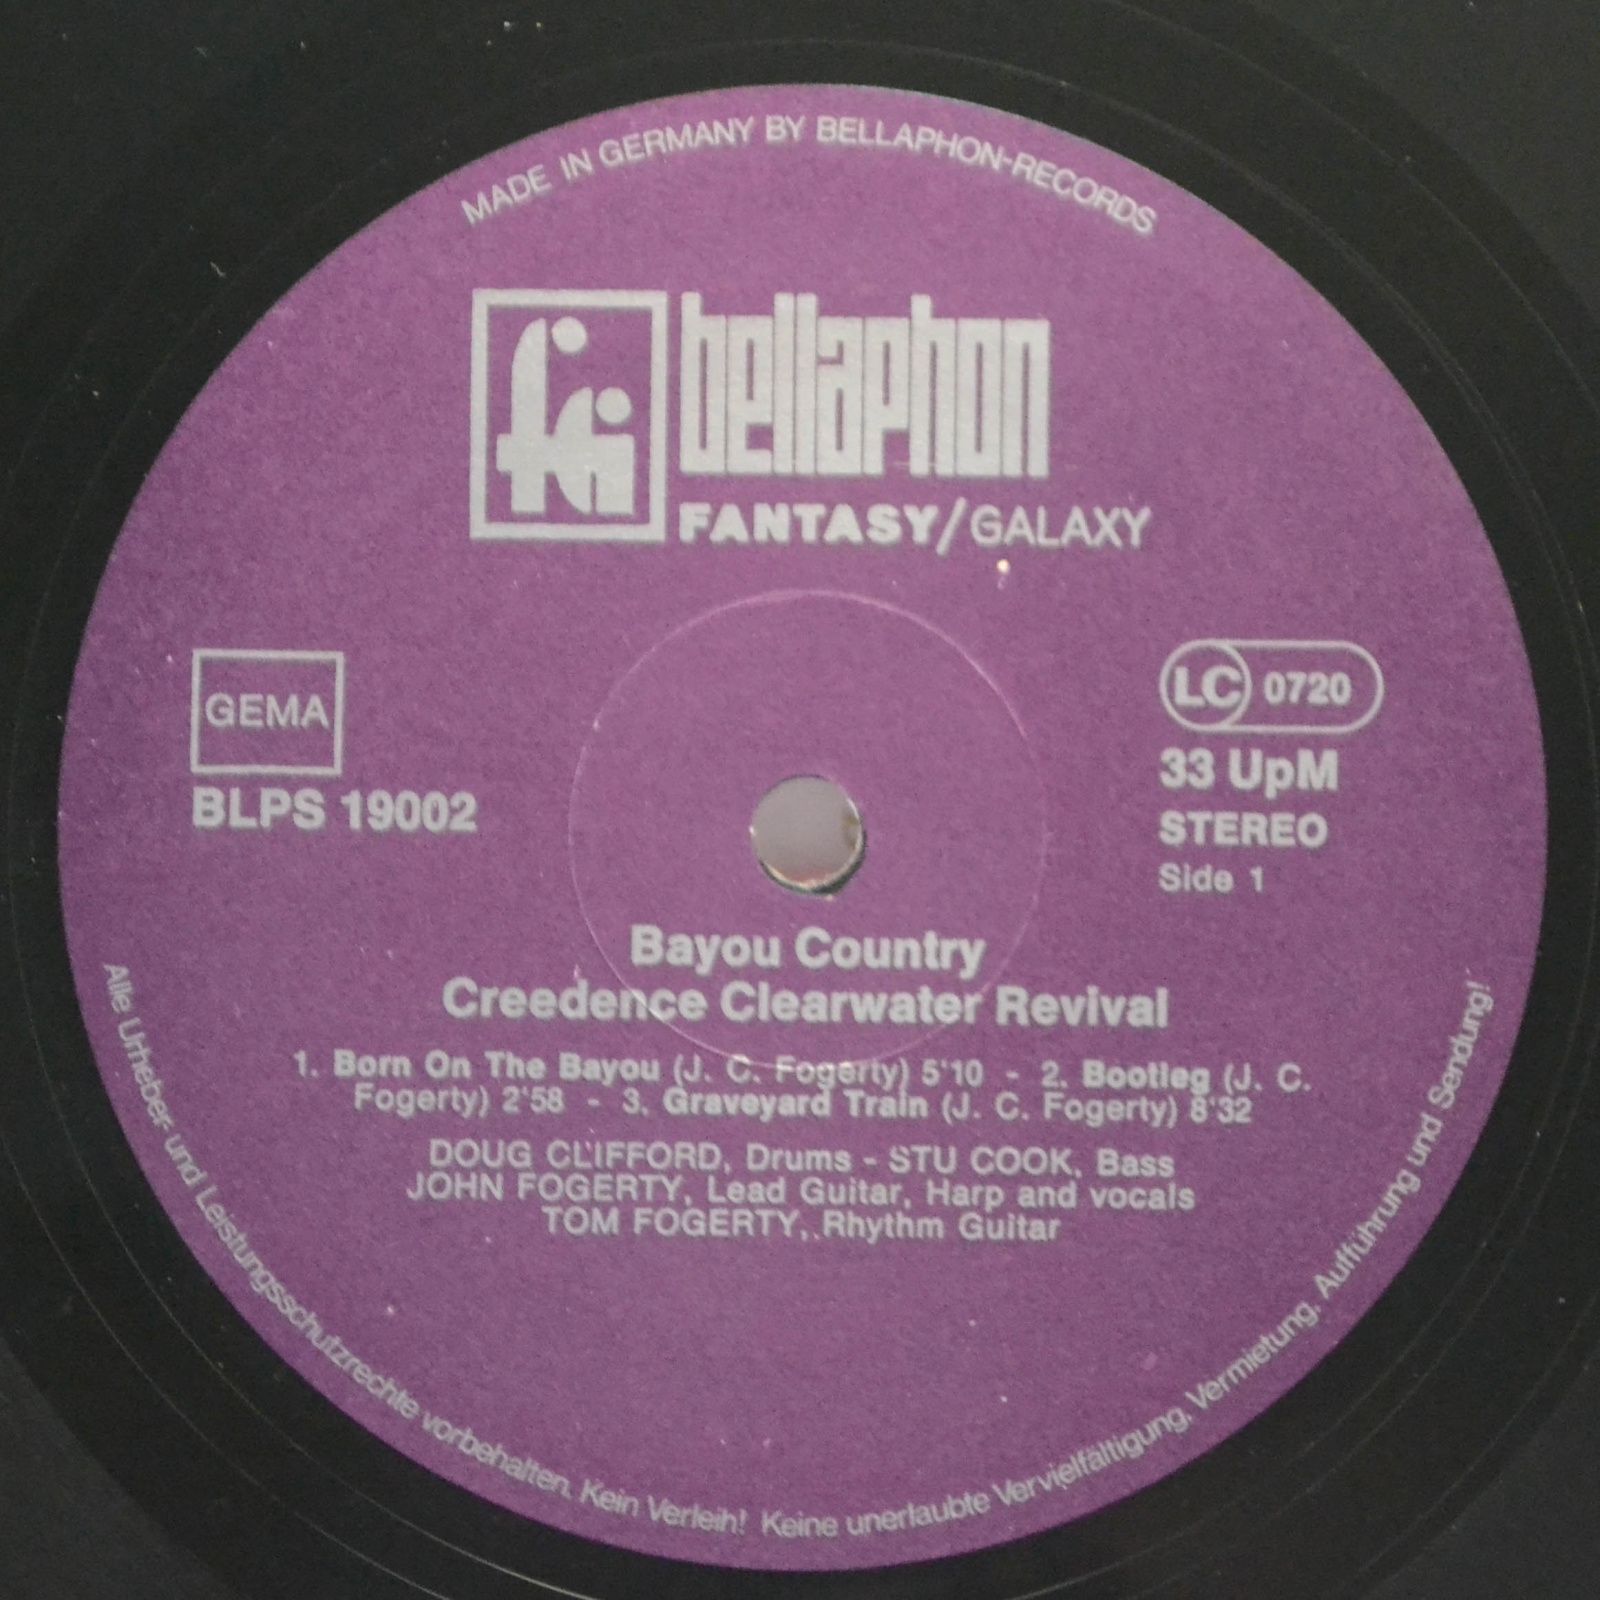 MADE IN GERMANY BY BELLAPHON-RECORDS
fri bellaphon
FANTASY/GALAXY
GEMA
BLPS 19002
LC 0720
33 UpM
STEREO
Side 1
Bayou Country
Creedence Clearwater Revival
1. Born On The Bayou (J. C. Fogerty) 5'10 - 2. Bootleg (J. C.
Fogerty) 2'58 - 3. Graveyard Train (J. C. Fogerty) 8'32
DOUG CLIFFORD, Drums - STU COOK, Bass
JOHN FOGERTY, Lead Guitar, Harp and vocals
TOM FOGERTY, Rhythm Guitar
Alle Urheber- und Leistungsschutzrechte vorbehalten. Kein Verleih! Keine unerlaubte Vervielfältigung, Vermietung, Aufführung und Sendung!